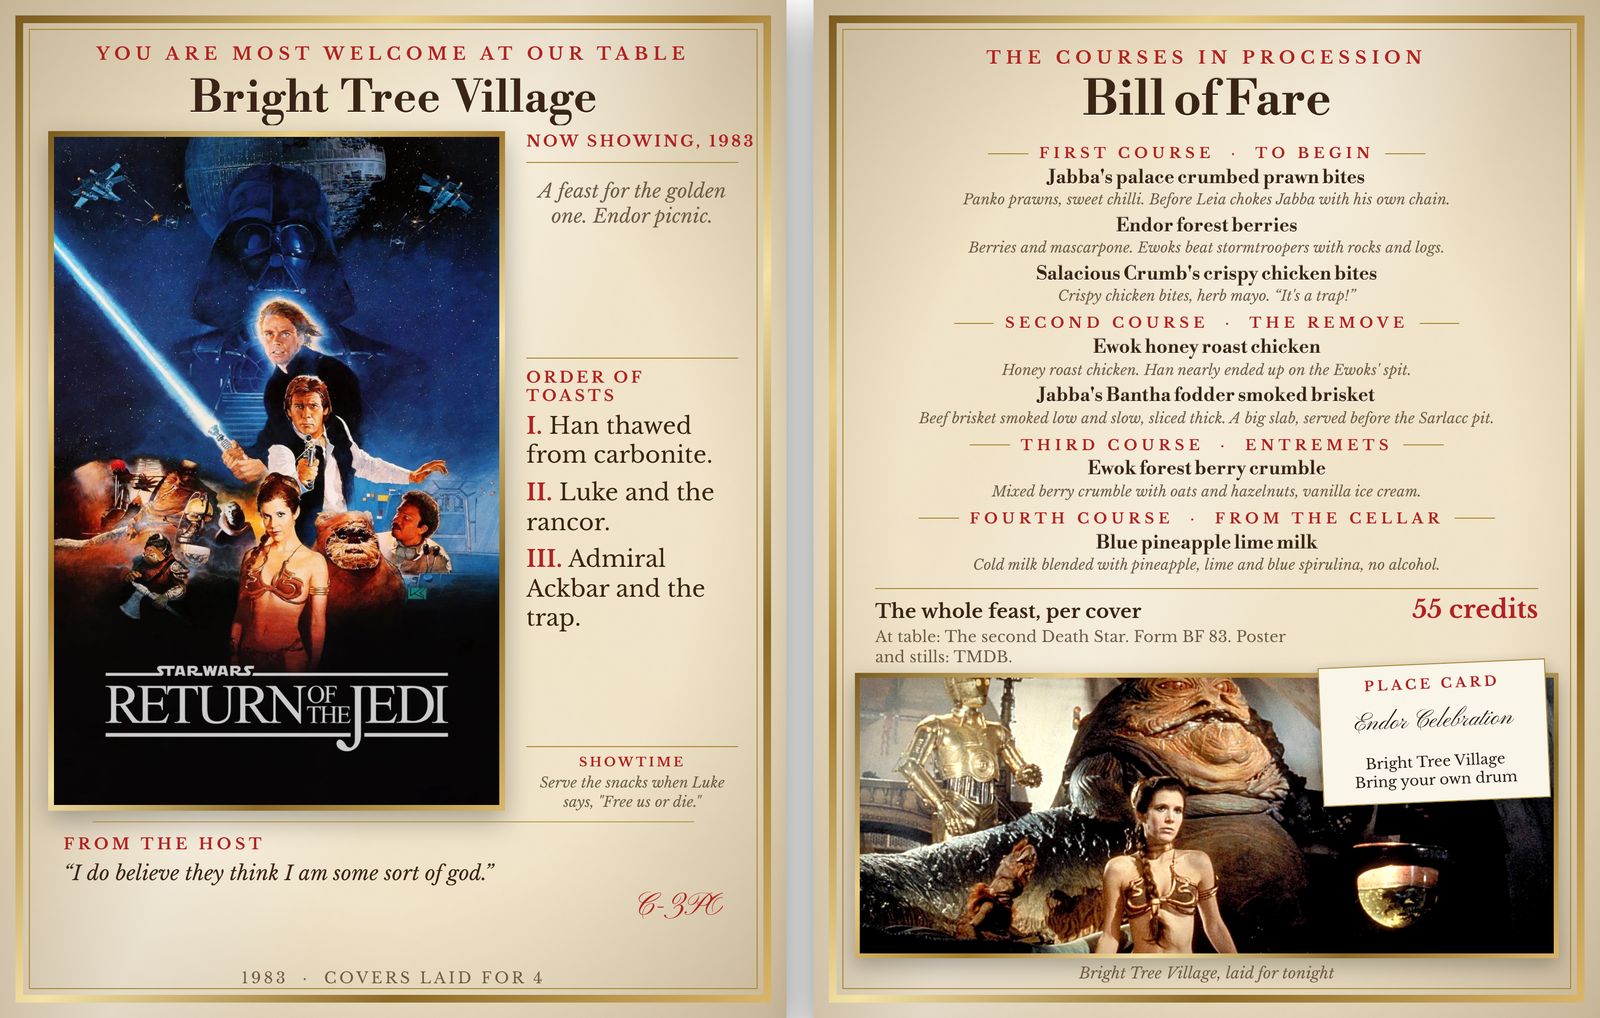 YOU ARE MOST WELCOME AT OUR TABLE
Bright Tree Village
NOW SHOWING, 1983
A feast for the golden
one. Endor picnic.
ORDER OF
TOASTS
I. Han thawed
from carbonite.
II. Luke and the
rancor.
III. Admiral
Ackbar and the
trap.
STAR WARS
RETURN OF THE JEDI
SHOWTIME
Serve the snacks when Luke
says, "Free us or die."
FROM THE HOST
“I do believe they think I am some sort of god.”
C-3PO
1983 · COVERS LAID FOR 4
THE COURSES IN PROCESSION
Bill of Fare
FIRST COURSE · TO BEGIN
Jabba's palace crumbed prawn bites
Panko prawns, sweet chilli. Before Leia chokes Jabba with his own chain.
Endor forest berries
Berries and mascarpone. Ewoks beat stormtroopers with rocks and logs.
Salacious Crumb's crispy chicken bites
Crispy chicken bites, herb mayo. “It's a trap!”
SECOND COURSE · THE REMOVE
Ewok honey roast chicken
Honey roast chicken. Han nearly ended up on the Ewoks' spit.
Jabba's Bantha fodder smoked brisket
Beef brisket smoked low and slow, sliced thick. A big slab, served before the Sarlacc pit.
THIRD COURSE · ENTREMETS
Ewok forest berry crumble
Mixed berry crumble with oats and hazelnuts, vanilla ice cream.
FOURTH COURSE · FROM THE CELLAR
Blue pineapple lime milk
Cold milk blended with pineapple, lime and blue spirulina, no alcohol.
The whole feast, per cover
55 credits
At table: The second Death Star. Form BF 83. Poster
and stills: TMDB.
PLACE CARD
Endor Celebration
Bright Tree Village
Bring your own drum
Bright Tree Village, laid for tonight